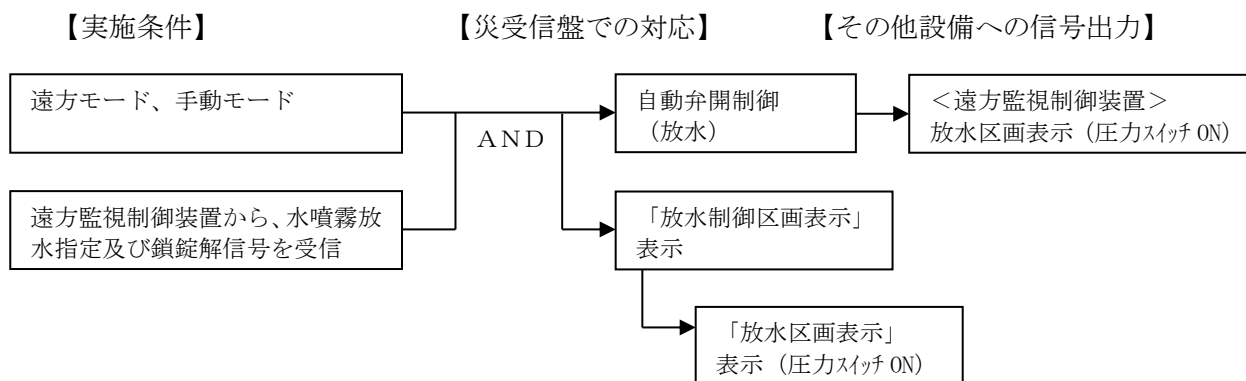 【実施条件】
【災受信盤での対応】
【その他設備への信号出力】
遠方モード、手動モード
遠方監視制御装置から、水噴霧放
水指定及び鎖錠解信号を受信
AND
自動弁開制御
（放水）
「放水制御区画表示」
表示
「放水区画表示」
表示（圧力スイッチ ON）
＜遠方監視制御装置＞
放水区画表示（圧力スイッチ ON）